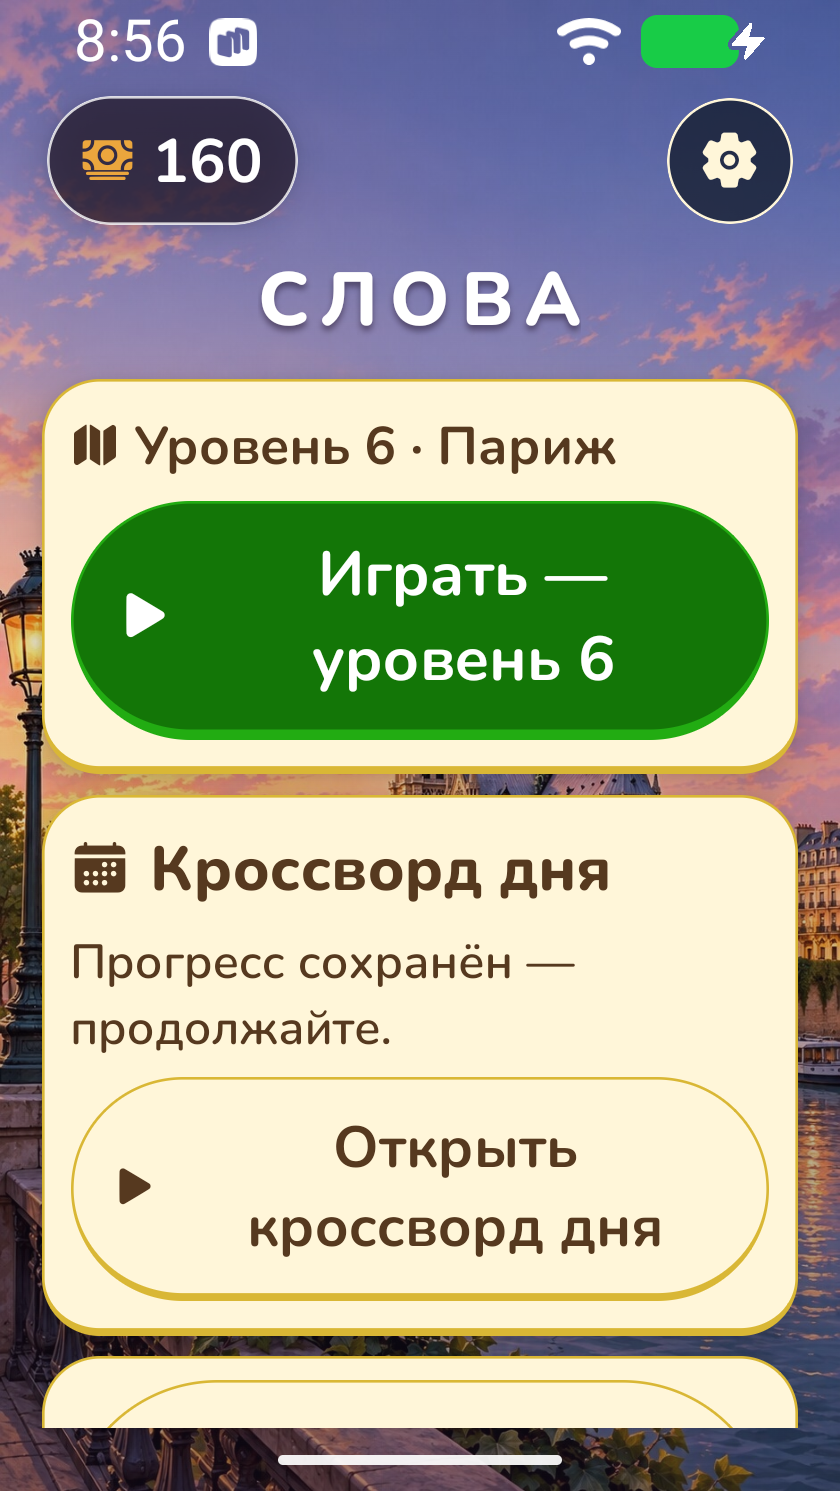 8:56
160
СЛОВА
Уровень 6 · Париж
Играть —
уровень 6
Кроссворд дня
Прогресс сохранён —
продолжайте.
Открыть
кроссворд дня